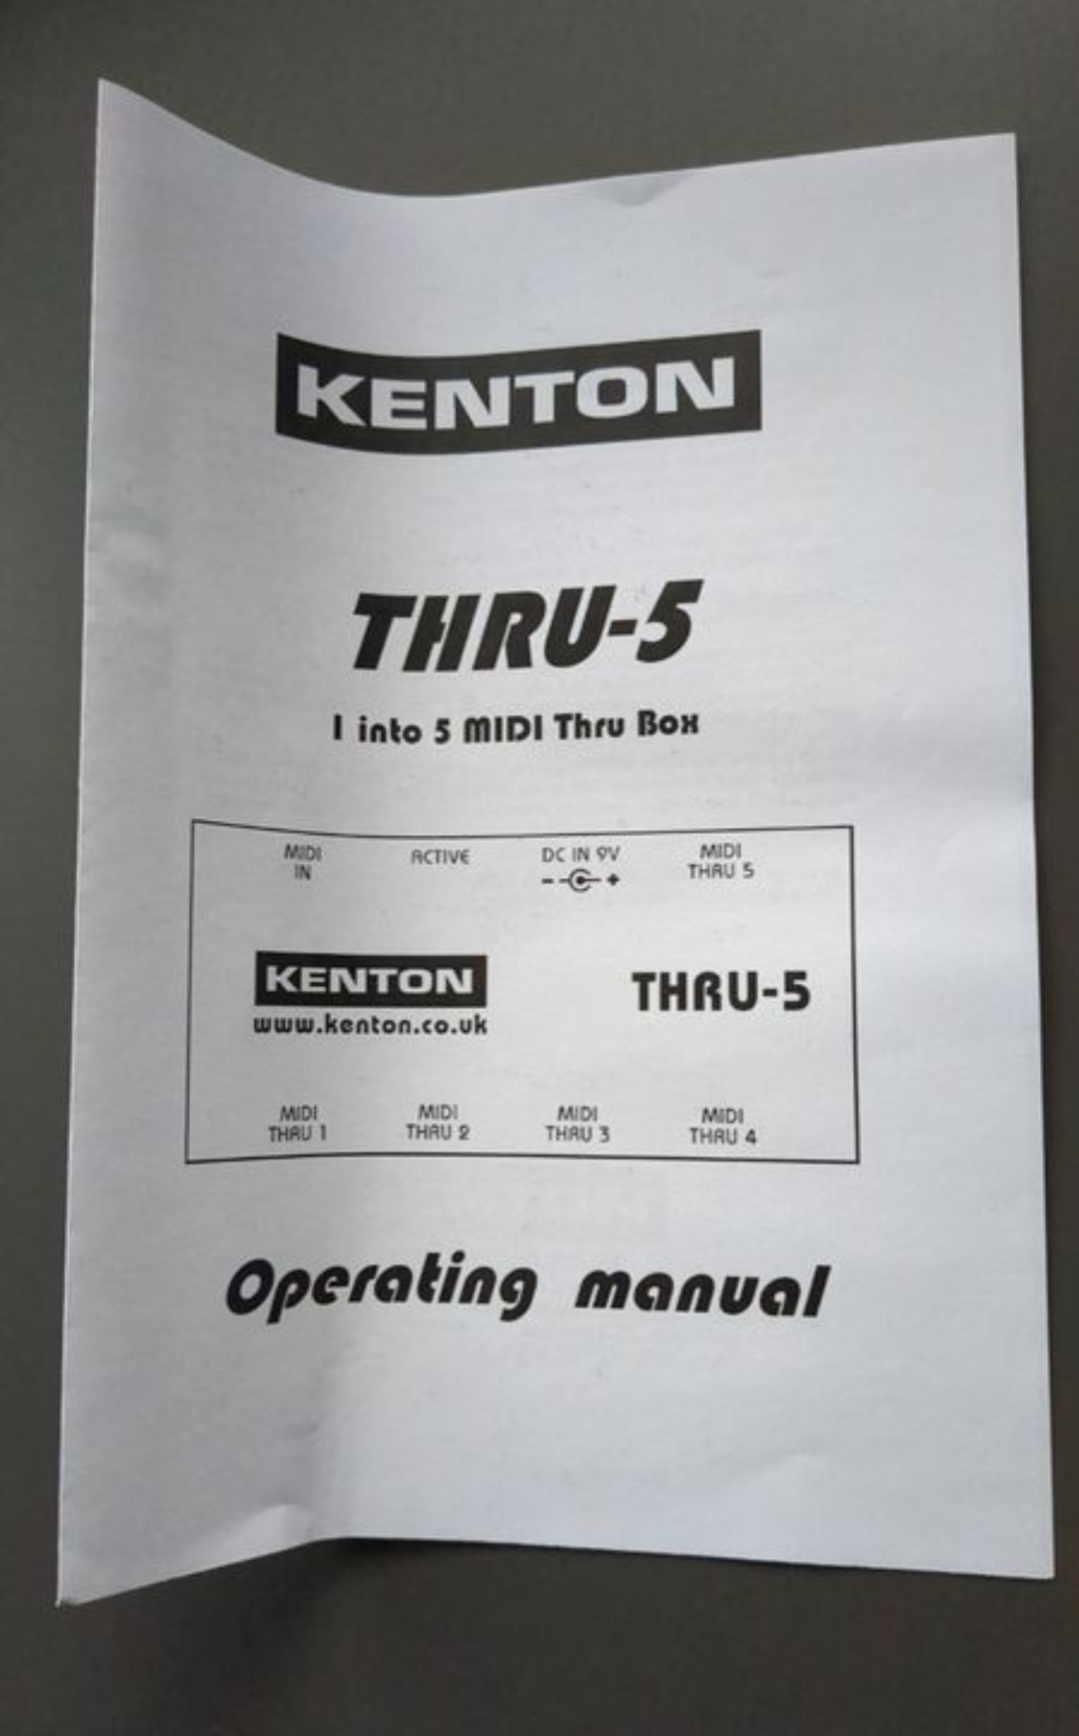 KENTON
THRU-5
1 into 5 MIDI Thru Box
MIDI IN
ACTIVE
DC IN 9V
- +
MIDI THRU 5
KENTON
www.kenton.co.uk
THRU-5
MIDI THRU 1
MIDI THRU 2
MIDI THRU 3
MIDI THRU 4
Operating manual